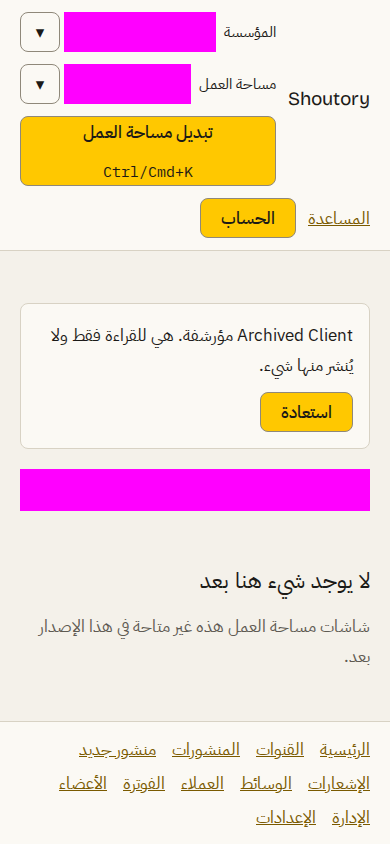 المؤسسة ▼
Shoutory
مساحة العمل ▼
تبديل مساحة العمل
Ctrl/Cmd+K
المساعدة الحساب
Archived Client مؤرشفة. هي للقراءة فقط ولا
يُنشر منها شيء.
استعادة
لا يوجد شيء هنا بعد
شاشات مساحة العمل هذه غير متاحة في هذا الإصدار
بعد.
الرئيسية القنوات المنشورات منشور جديد
الإشعارات الوسائط العملاء الفوترة الأعضاء
الإدارة الإعدادات